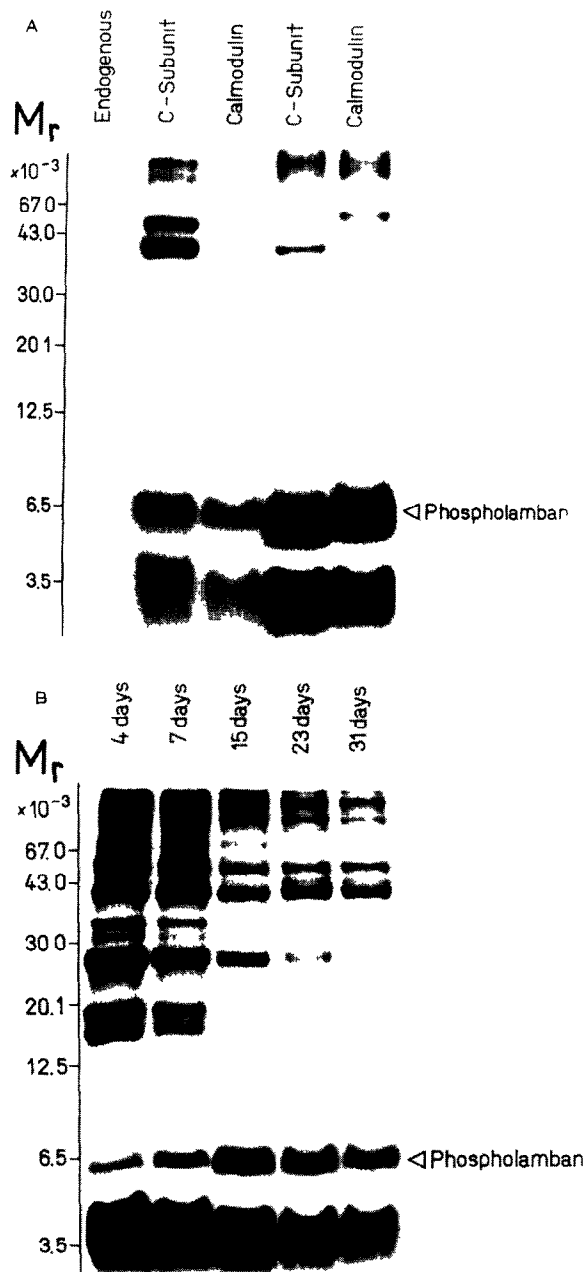 A
Endogenous
C-Subunit
Calmodulin
C-Subunit
Calmodulin
Mr
×10⁻³
67.0
43.0
30.0
20 1
12.5
6.5
Phospholamban
3.5
B
4 days
7 days
15 days
23 days
31 days
Mr
×10⁻³
67.0
43.0
30.0
20.1
12.5
6.5
Phospholamban
3.5